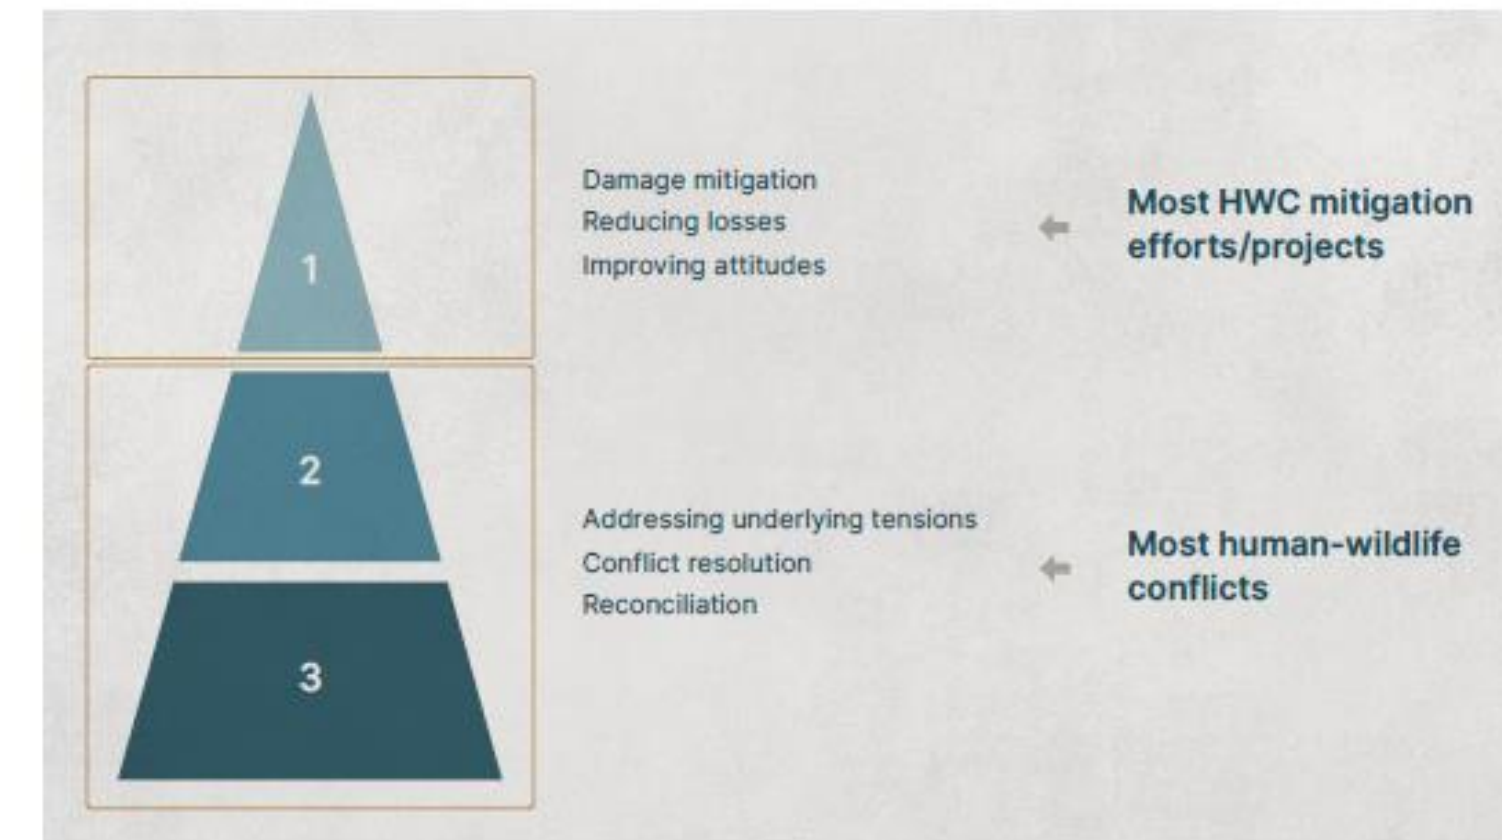 1
Damage mitigation
Reducing losses
Improving attitudes
Most HWC mitigation
efforts/projects
2
Addressing underlying tensions
Conflict resolution
Reconciliation
Most human-wildlife
conflicts
3